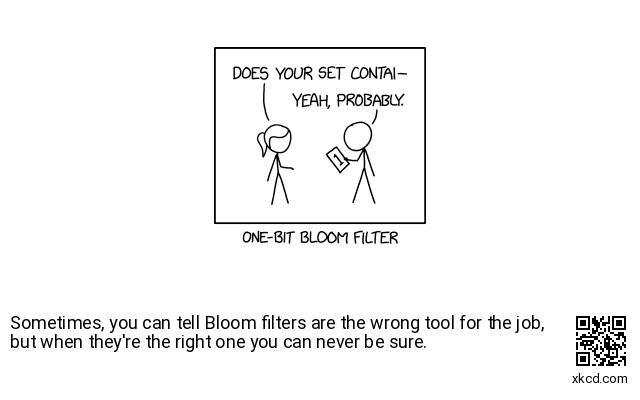 DOES YOUR SET CONTAI—
YEAH, PROBABLY.
1
ONE-BIT BLOOM FILTER
Sometimes, you can tell Bloom filters are the wrong tool for the job,
but when they're the right one you can never be sure.
xkcd.com